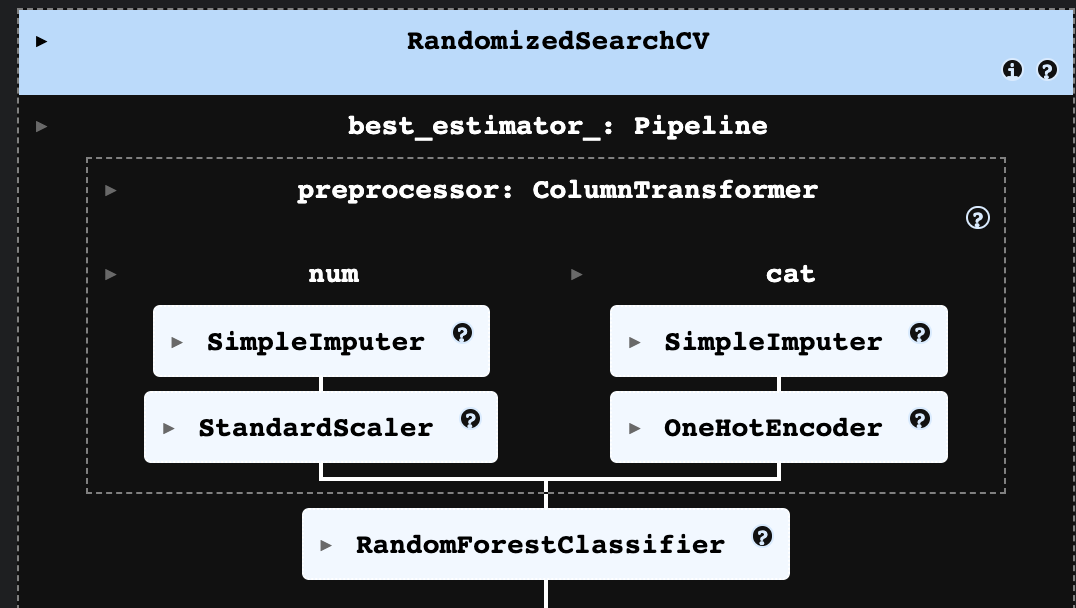 RandomizedSearchCV
i ?
best_estimator_: Pipeline
preprocessor: ColumnTransformer
?
num cat
SimpleImputer ? SimpleImputer ?
StandardScaler ? OneHotEncoder ?
RandomForestClassifier ?